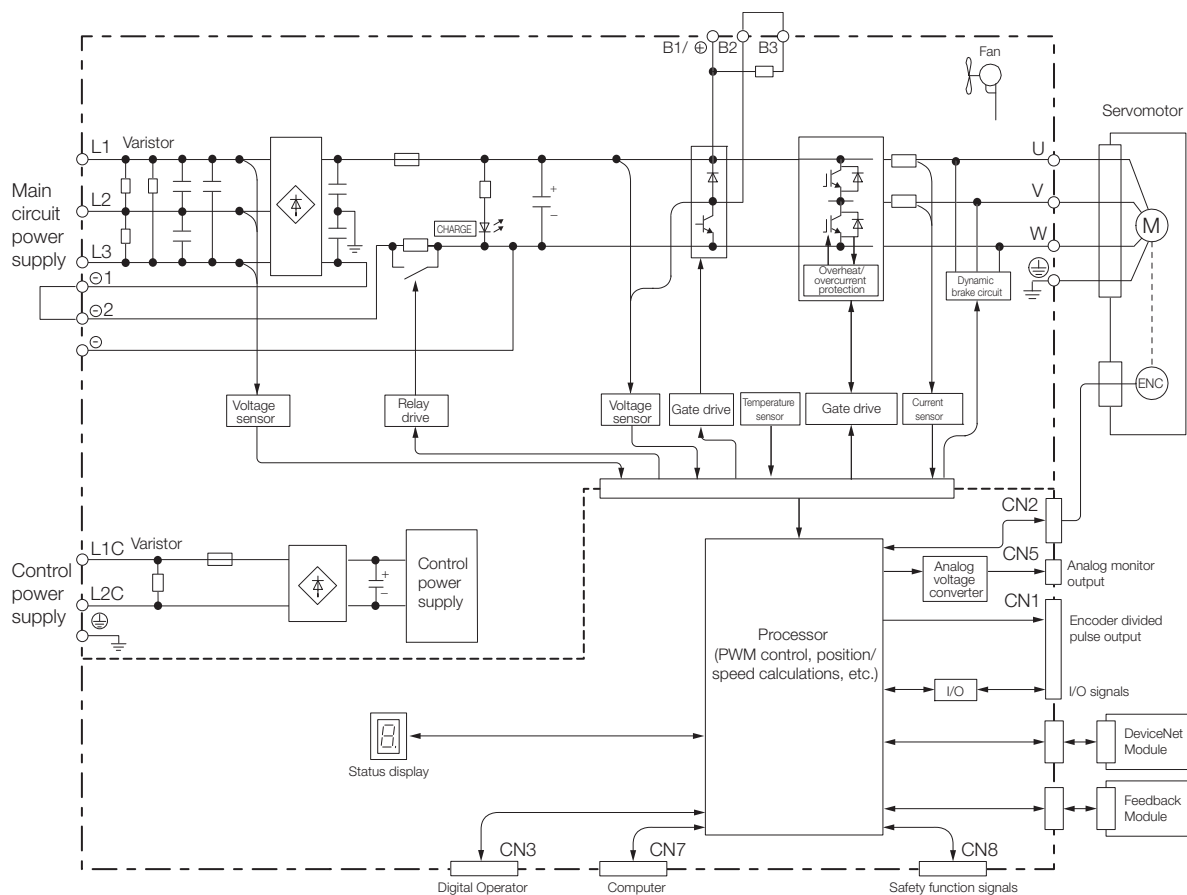 B1/ ⊕ B2 B3
Fan
Servomotor
L1 Varistor
U
Main
circuit
power
supply
L2
V
+
−
CHARGE
M
L3
W
⊖1
Overheat/
overcurrent
protection
Dynamic
brake circuit
⊖2
⊖
ENC
Voltage
sensor
Relay
drive
Voltage
sensor
Gate drive
Temperature
sensor
Gate drive
Current
sensor
CN2
L1C Varistor
Control
power
supply
L2C
+
−
Control
power
supply
CN5
Analog
voltage
converter
Analog monitor
output
CN1
Processor
(PWM control, position/
speed calculations, etc.)
Encoder divided
pulse output
I/O
I/O signals
8.
Status display
DeviceNet
Module
Feedback
Module
CN3
CN7
CN8
Digital Operator
Computer
Safety function signals